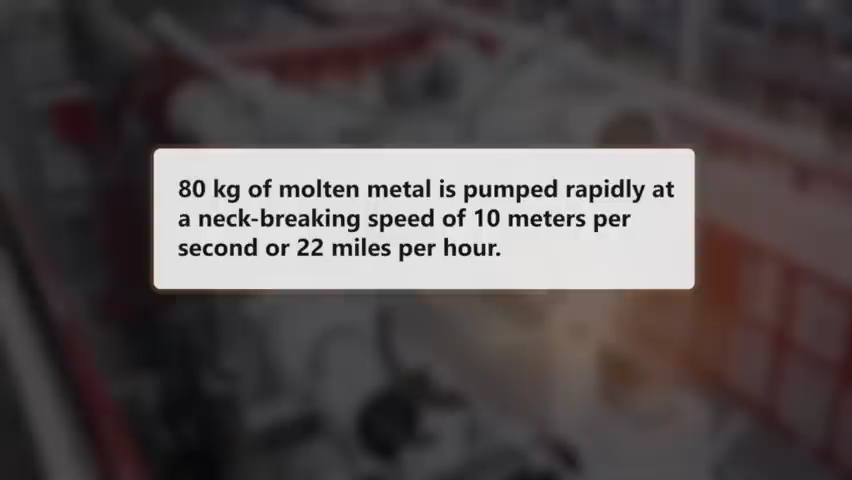 80 kg of molten metal is pumped rapidly at
a neck-breaking speed of 10 meters per
second or 22 miles per hour.